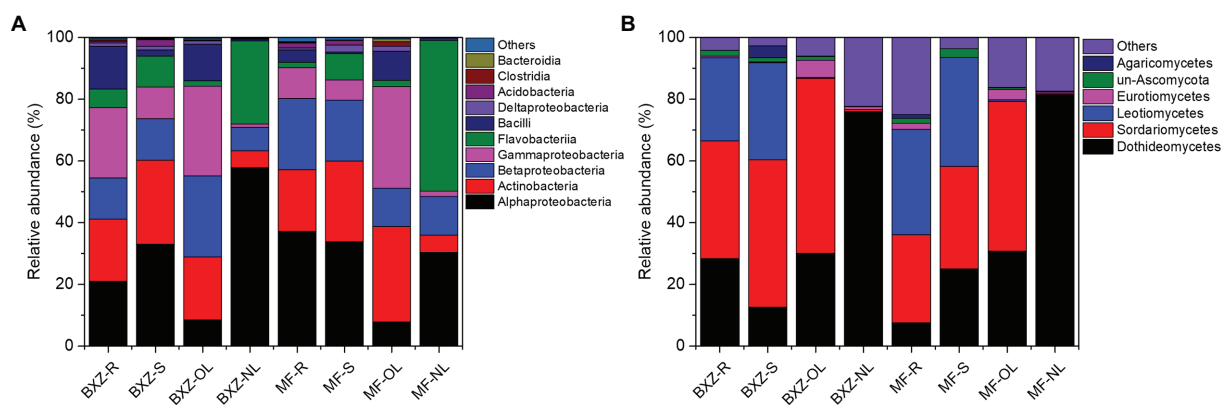 A
Relative abundance (%)
100
80
60
40
20
0
BXZ-R
BXZ-S
BXZ-OL
BXZ-NL
MF-R
MF-S
MF-OL
MF-NL
Others
Bacteroidia
Clostridia
Acidobacteria
Deltaproteobacteria
Bacilli
Flavobacteriia
Gammaproteobacteria
Betaproteobacteria
Actinobacteria
Alphaproteobacteria
B
Relative abundance (%)
100
80
60
40
20
0
BXZ-R
BXZ-S
BXZ-OL
BXZ-NL
MF-R
MF-S
MF-OL
MF-NL
Others
Agaricomycetes
un-Ascomycota
Eurotiomycetes
Leotiomycetes
Sordariomycetes
Dothideomycetes